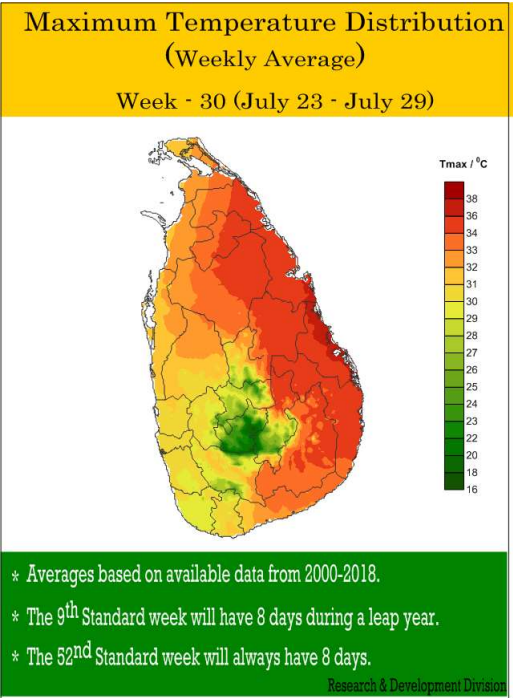 Maximum Temperature Distribution
(Weekly Average)
Week - 30 (July 23 - July 29)
Tmax / ⁰C
38
36
34
33
32
31
30
29
28
27
26
25
24
23
22
20
18
16
* Averages based on available data from 2000-2018.
* The 9th Standard week will have 8 days during a leap year.
* The 52nd Standard week will always have 8 days.
Research & Development Division